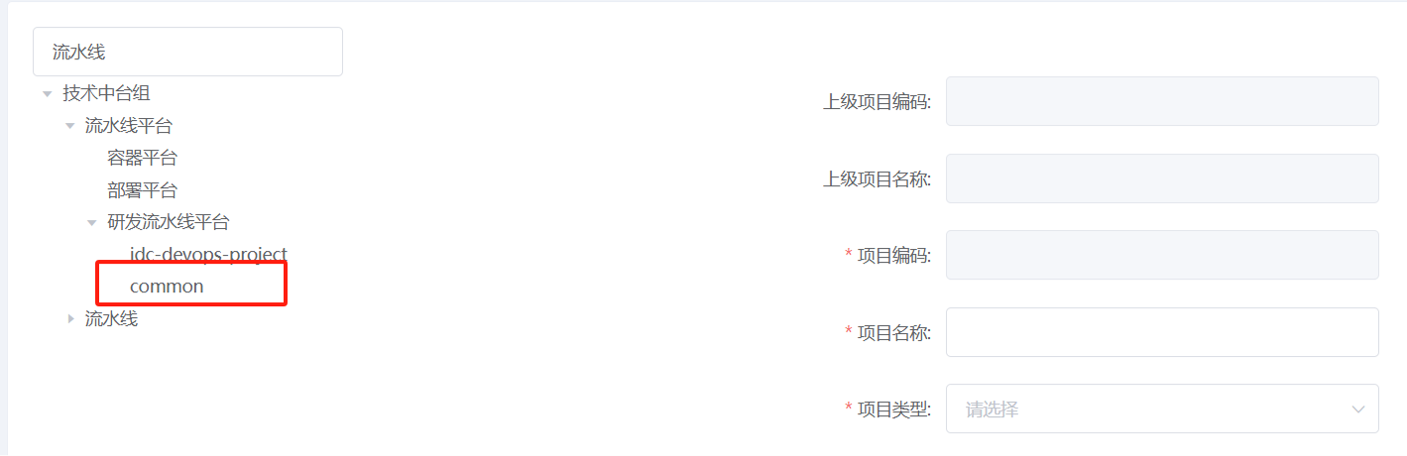 流水线
技术中台组
流水线平台
容器平台
部署平台
研发流水线平台
idc-devops-project
common
流水线
上级项目编码:
上级项目名称:
* 项目编码:
* 项目名称:
* 项目类型:
请选择